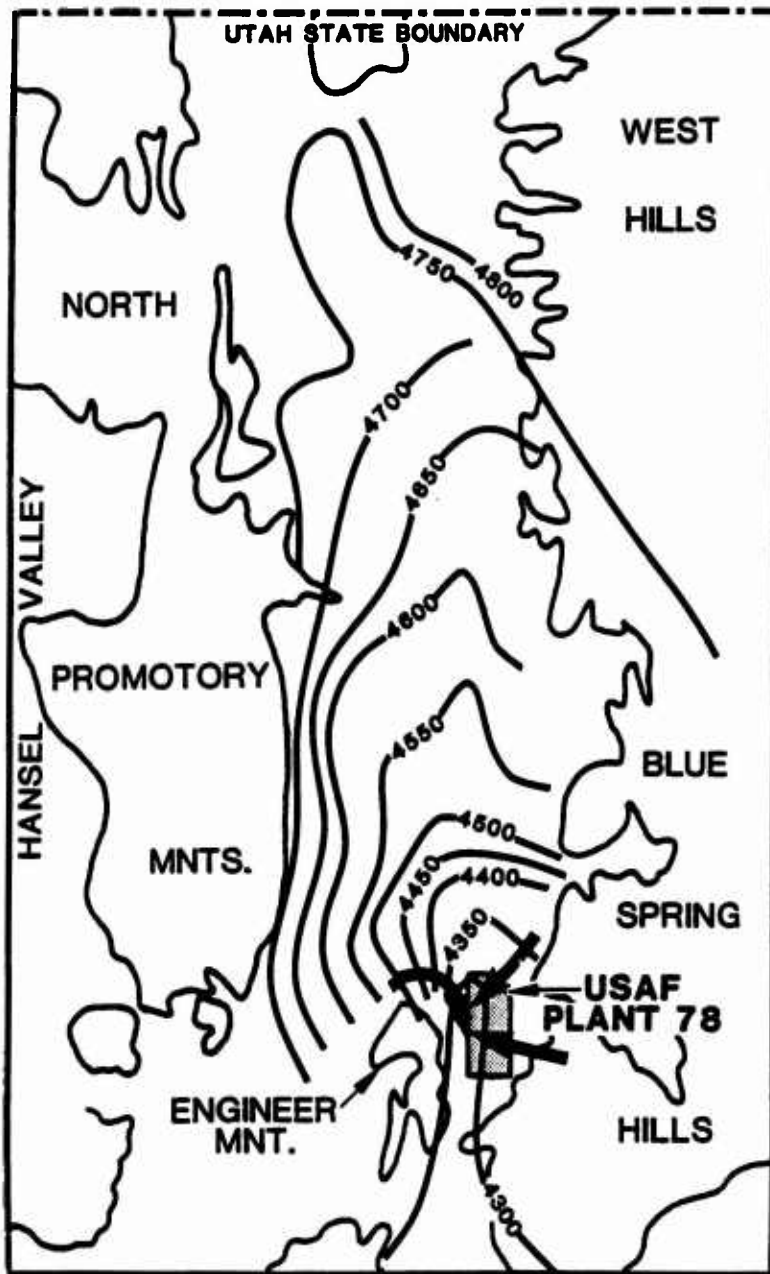 UTAH STATE BOUNDARY
WEST
HILLS
4750
4800
NORTH
4700
4650
HANSEL VALLEY
4600
PROMOTORY
4550
BLUE
MNTS.
4500
4450
4400
SPRING
4350
USAF
PLANT 78
ENGINEER
MNT.
HILLS
4300